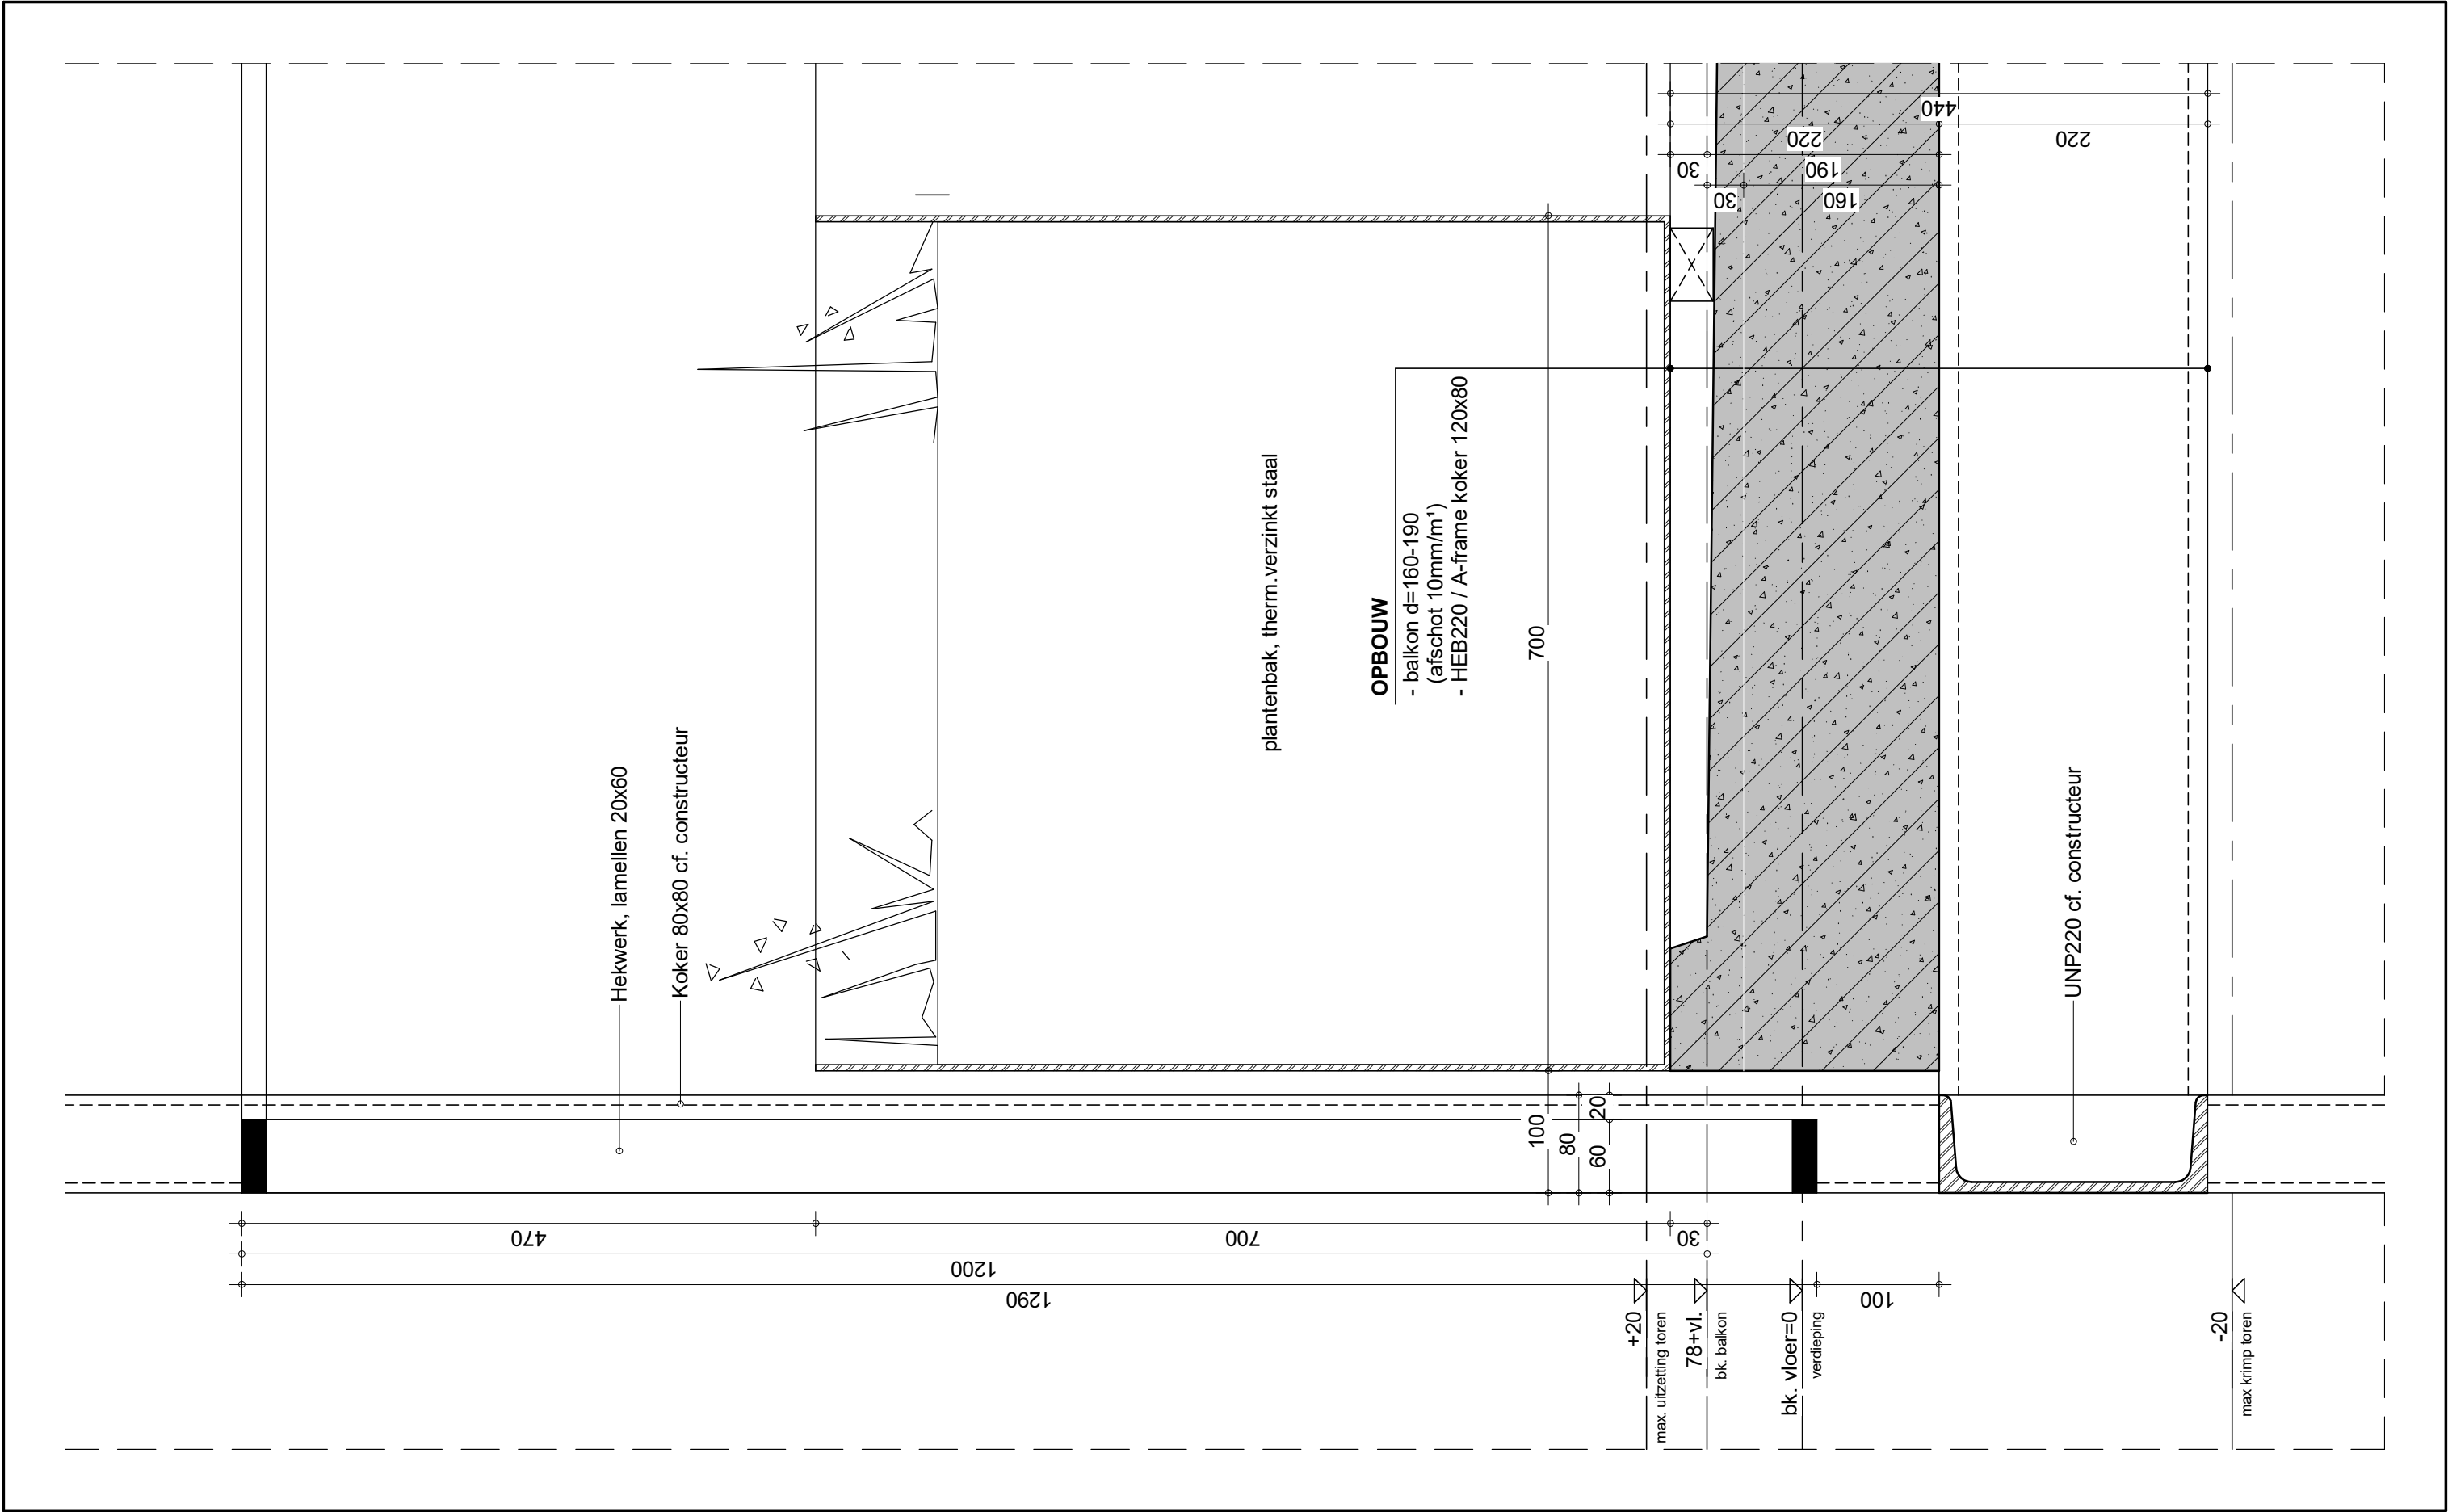 Hekwerk, lamellen 20x60
Koker 80x80 cf. constructeur
plantenbak, therm.verzinkt staal
OPBOUW
- balkon d=160-190
(afschot 10mm/m¹)
- HEB220 / A-frame koker 120x80
UNP220 cf. constructeur
700
100
80
60
20
470
700
30
1200
1290
100
440
220
220
30
190
30
160
+20
max. uitzetting toren
78+vl.
bk. balkon
bk. vloer=0
verdieping
-20
max krimp toren